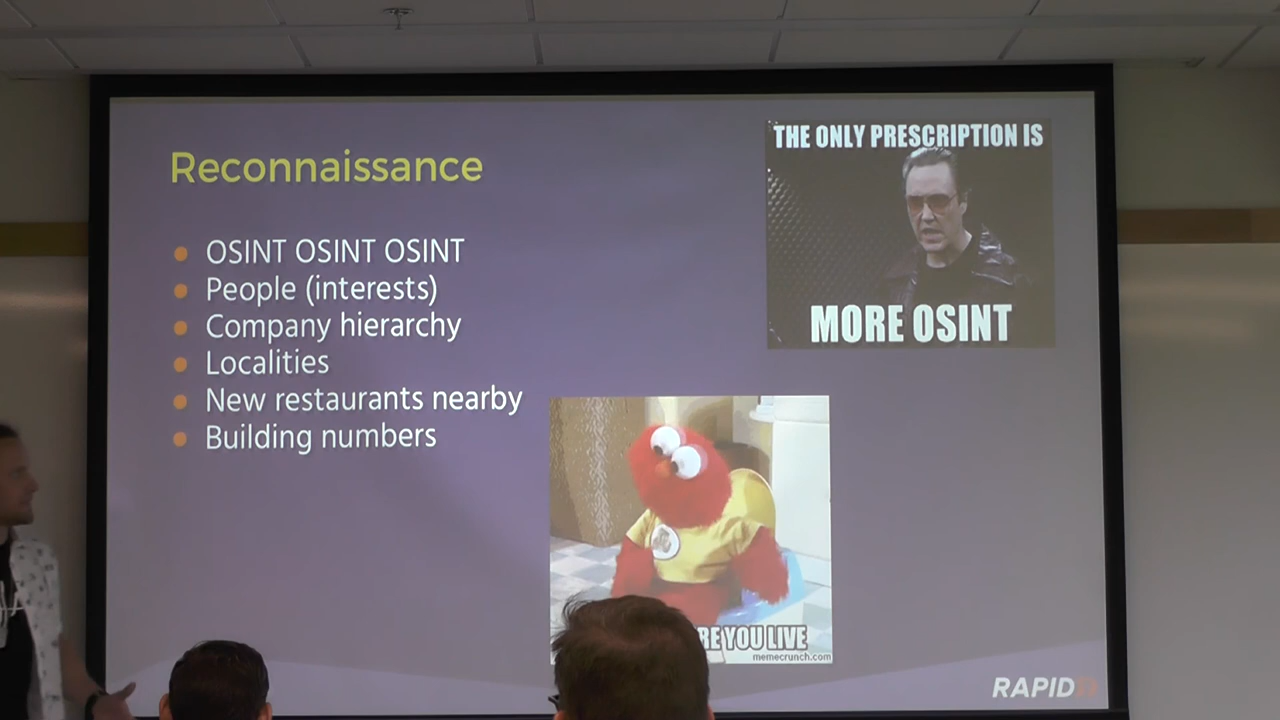 Reconnaissance
OSINT OSINT OSINT
People (interests)
Company hierarchy
Localities
New restaurants nearby
Building numbers
THE ONLY PRESCRIPTION IS
MORE OSINT
YOU LIVE
memecrunch.com
RAPID